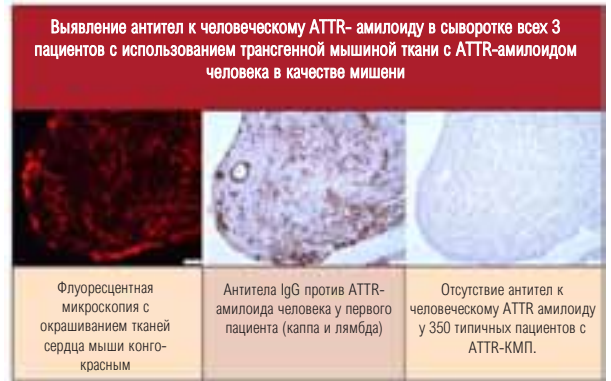 Выявление антител к человеческому ATTR- амилоиду в сыворотке всех 3
пациентов с использованием трансгенной мышиной ткани с ATTR-амилоидом
человека в качестве мишени
Флуоресцентная
микроскопия с
окрашиванием тканей
сердца мыши конго-
красным
Антитела IgG против ATTR-
амилоида человека у первого
пациента (каппа и лямбда)
Отсутствие антител к
человеческому ATTR амилоиду
у 350 типичных пациентов с
ATTR-КМП.